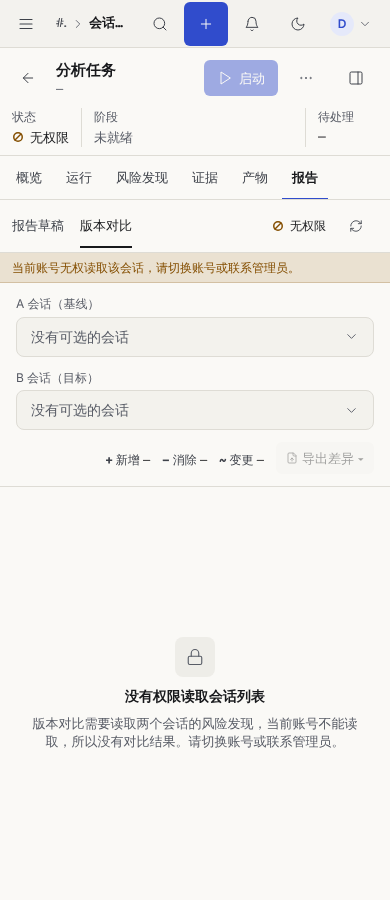 #. 会话…
D
分析任务
—
启动
状态
无权限
阶段
未就绪
待处理
—
概览 运行 风险发现 证据 产物 报告
报告草稿 版本对比 无权限
当前账号无权读取该会话，请切换账号或联系管理员。
A 会话（基线）
没有可选的会话
B 会话（目标）
没有可选的会话
+ 新增 — − 消除 — ~ 变更 — 导出差异
没有权限读取会话列表
版本对比需要读取两个会话的风险发现，当前账号不能读
取，所以没有对比结果。请切换账号或联系管理员。